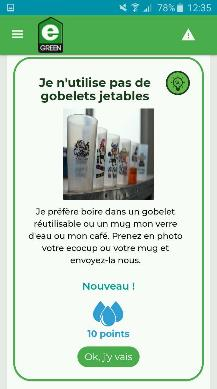 78% 12:35
e
GREEN
Je n'utilise pas de
gobelets jetables
Je préfère boire dans un gobelet
réutilisable ou un mug mon verre
d'eau ou mon café. Prenez en photo
votre ecocup ou votre mug et
envoyez-la nous.
Nouveau !
10 points
Ok, j'y vais